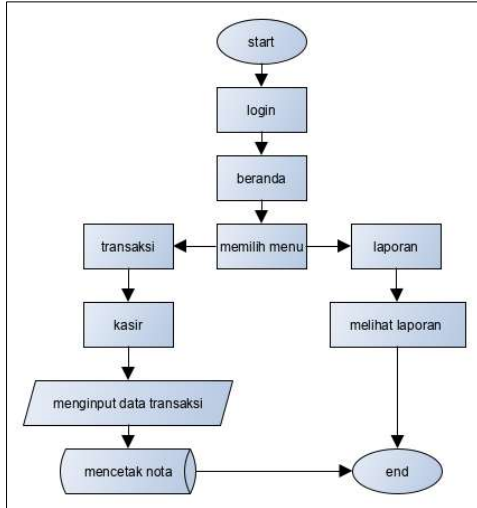 start
login
beranda
transaksi
memilih menu
laporan
kasir
melihat laporan
menginput data transaksi
mencetak nota
end